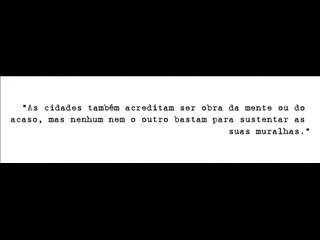 "As cidades também acreditam ser obra da mente ou do
acaso, mas nenhum nem o outro bastam para sustentar as
suas muralhas."